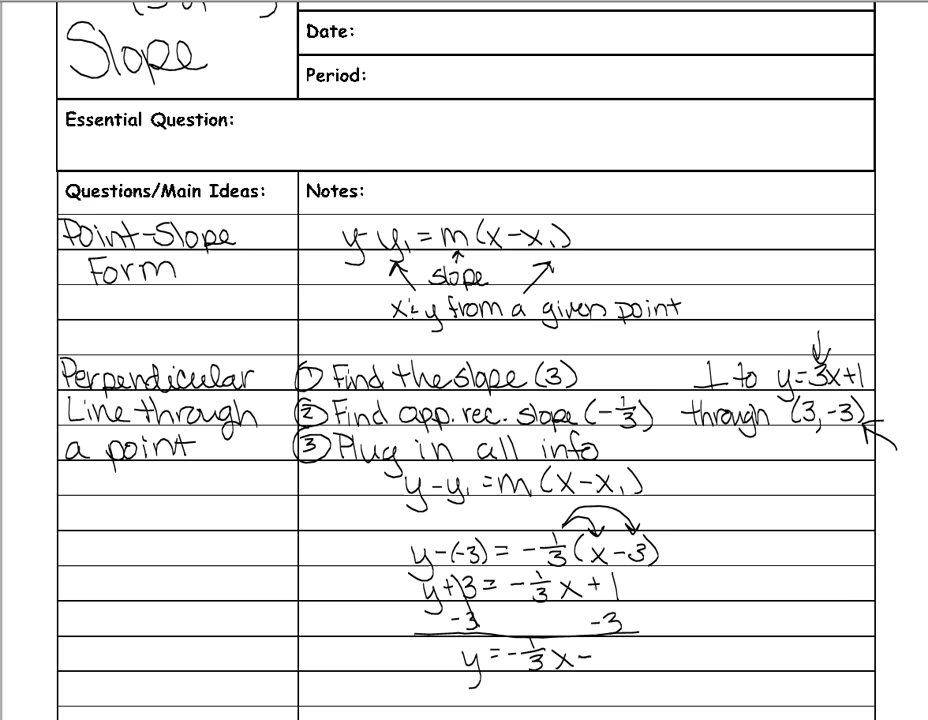 Slope
Date:
Period:
Essential Question:
Questions/Main Ideas:
Notes:
Point-Slope
Form
y-y₁=m(x-x₁)
slope
x & y from a given point
Perpendicular
Line through
a point
① Find the slope (3)
② Find opp. rec. slope (-1/3)
③ Plug in all info
⊥ to y=3x+1
through (3,-3)
y-y₁=m(x-x₁)
y-(-3)=-1/3(x-3)
y+3=-1/3x+1
-3 -3
y=-1/3x-